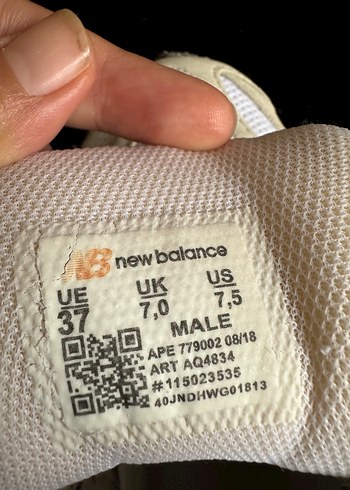 NB new balance
UE UK US
37 7,0 7,5
MALE
APE 779002 08/18
ART AQ4834
#115023535
40JNDHWG01813